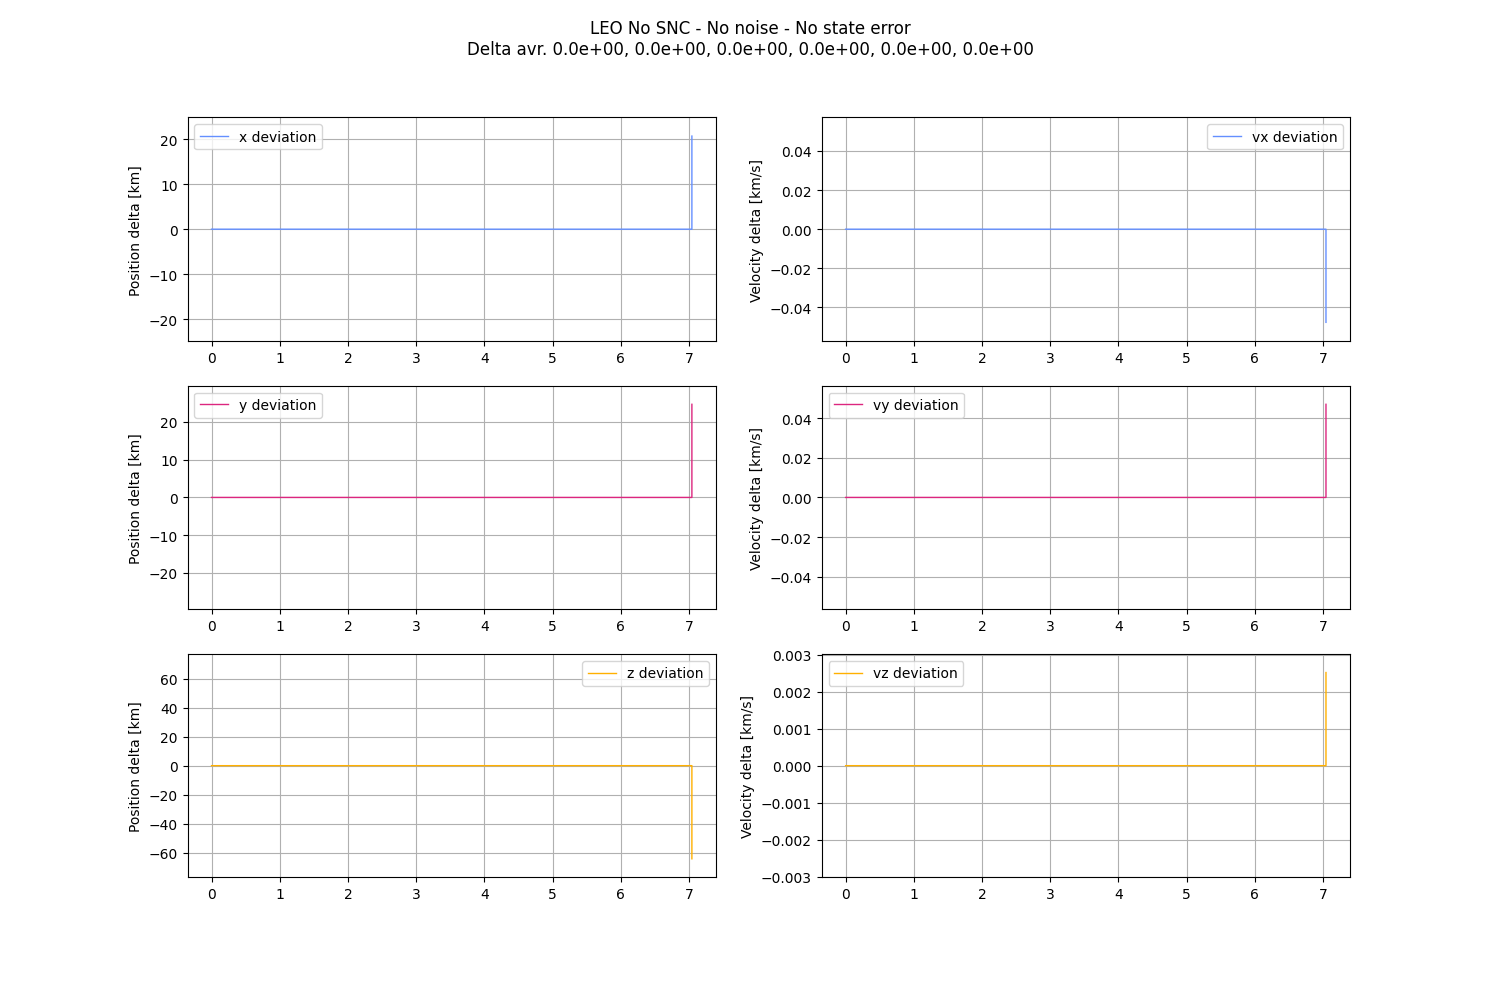 LEO No SNC - No noise - No state error
Delta avr. 0.0e+00, 0.0e+00, 0.0e+00, 0.0e+00, 0.0e+00, 0.0e+00
x deviation
Position delta [km]
20
10
0
−10
−20
0 1 2 3 4 5 6 7
vx deviation
Velocity delta [km/s]
0.04
0.02
0.00
−0.02
−0.04
0 1 2 3 4 5 6 7
y deviation
Position delta [km]
20
10
0
−10
−20
0 1 2 3 4 5 6 7
vy deviation
Velocity delta [km/s]
0.04
0.02
0.00
−0.02
−0.04
0 1 2 3 4 5 6 7
z deviation
Position delta [km]
60
40
20
0
−20
−40
−60
0 1 2 3 4 5 6 7
vz deviation
Velocity delta [km/s]
0.003
0.002
0.001
0.000
−0.001
−0.002
−0.003
0 1 2 3 4 5 6 7